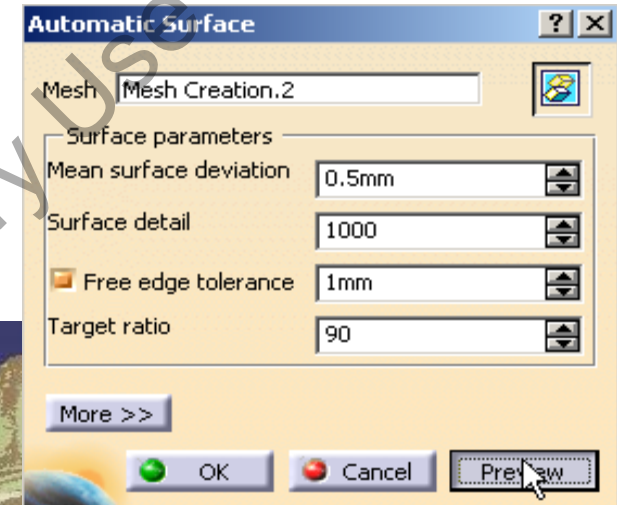 Automatic Surface ? ×
Mesh Mesh Creation.2
Surface parameters
Mean surface deviation 0.5mm
Surface detail 1000
Free edge tolerance 1mm
Target ratio 90
More >>
OK Cancel Preview
y Use